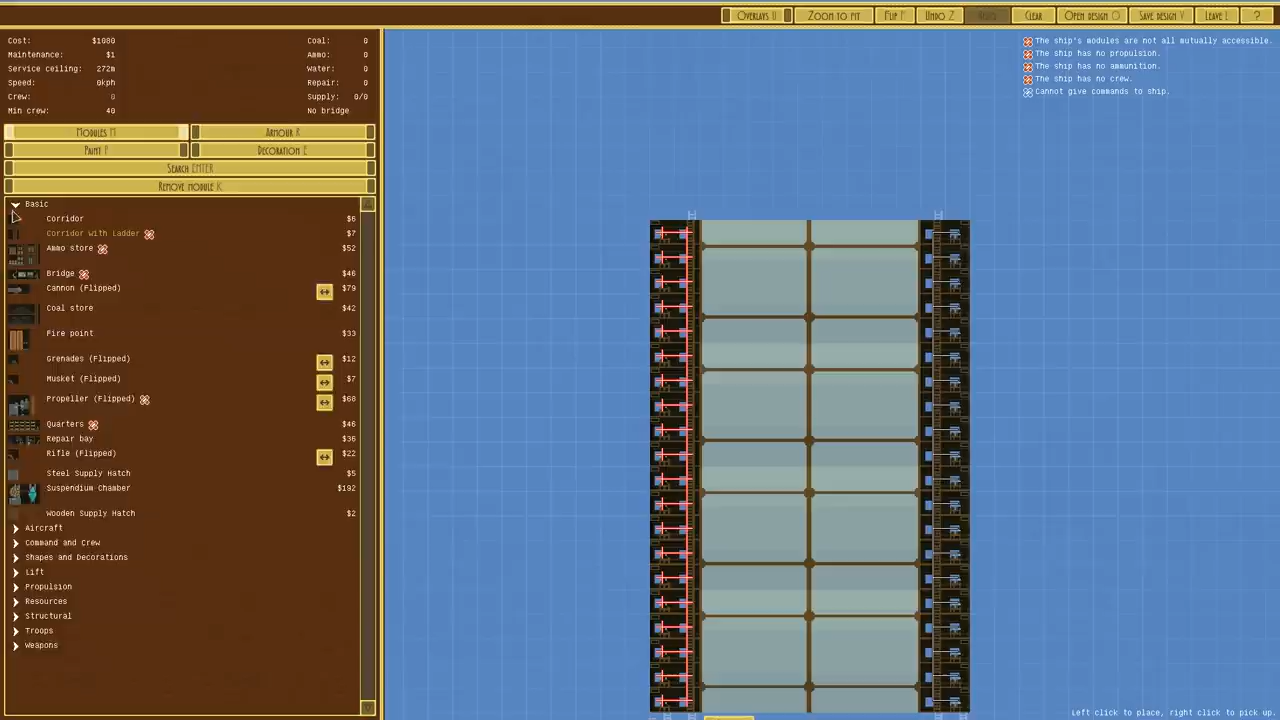 Overlays U
Zoom to fit
Flip F
Undo Z
Clear
Open design O
Save design V
Leave L
?
Cost: $1080
Maintenance: $1
Service ceiling: 272m
Speed: 0kph
Crew: 0
Min crew: 40
Coal: 0
Ammo: 0
Water: 0
Repair: 0
Supply: 0/0
No bridge
The ship's modules are not all mutually accessible.
The ship has no propulsion.
The ship has no ammunition.
The ship has no crew.
Cannot give commands to ship.
Modules M
Armour R
Paint P
Decoration E
Search ENTER
Remove module K
Basic
Corridor $6
Corridor with Ladder $7
Ammo store $52
Bridge $46
Cannon (Flipped) $79
Coal store $42
Fire point $33
Grenades (Flipped) $12
Musket (Flipped) $7
Propeller (Flipped) $60
Quarters $46
Repair bay $36
Rifle (Flipped) $22
Steel Supply Hatch $5
Suspendium Chamber $192
Wooden Supply Hatch $2
Aircraft
Command and Crew
Shapes and Decorations
Lift
Propulsion
Resources
Structural
Troops
Weapons
Left click to place, right click to pick up.